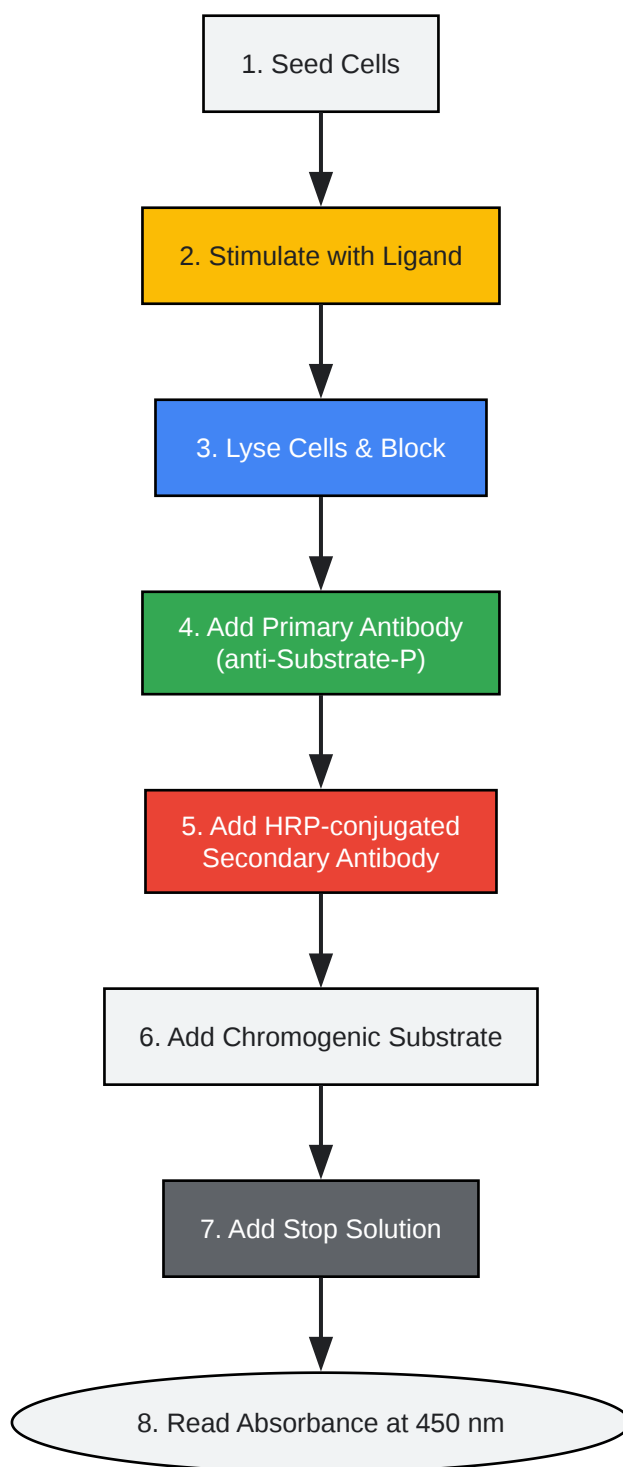 1. Seed Cells
2. Stimulate with Ligand
3. Lyse Cells & Block
4. Add Primary Antibody
(anti-Substrate-P)
5. Add HRP-conjugated
Secondary Antibody
6. Add Chromogenic Substrate
7. Add Stop Solution
8. Read Absorbance at 450 nm